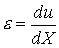 ε = du/dX